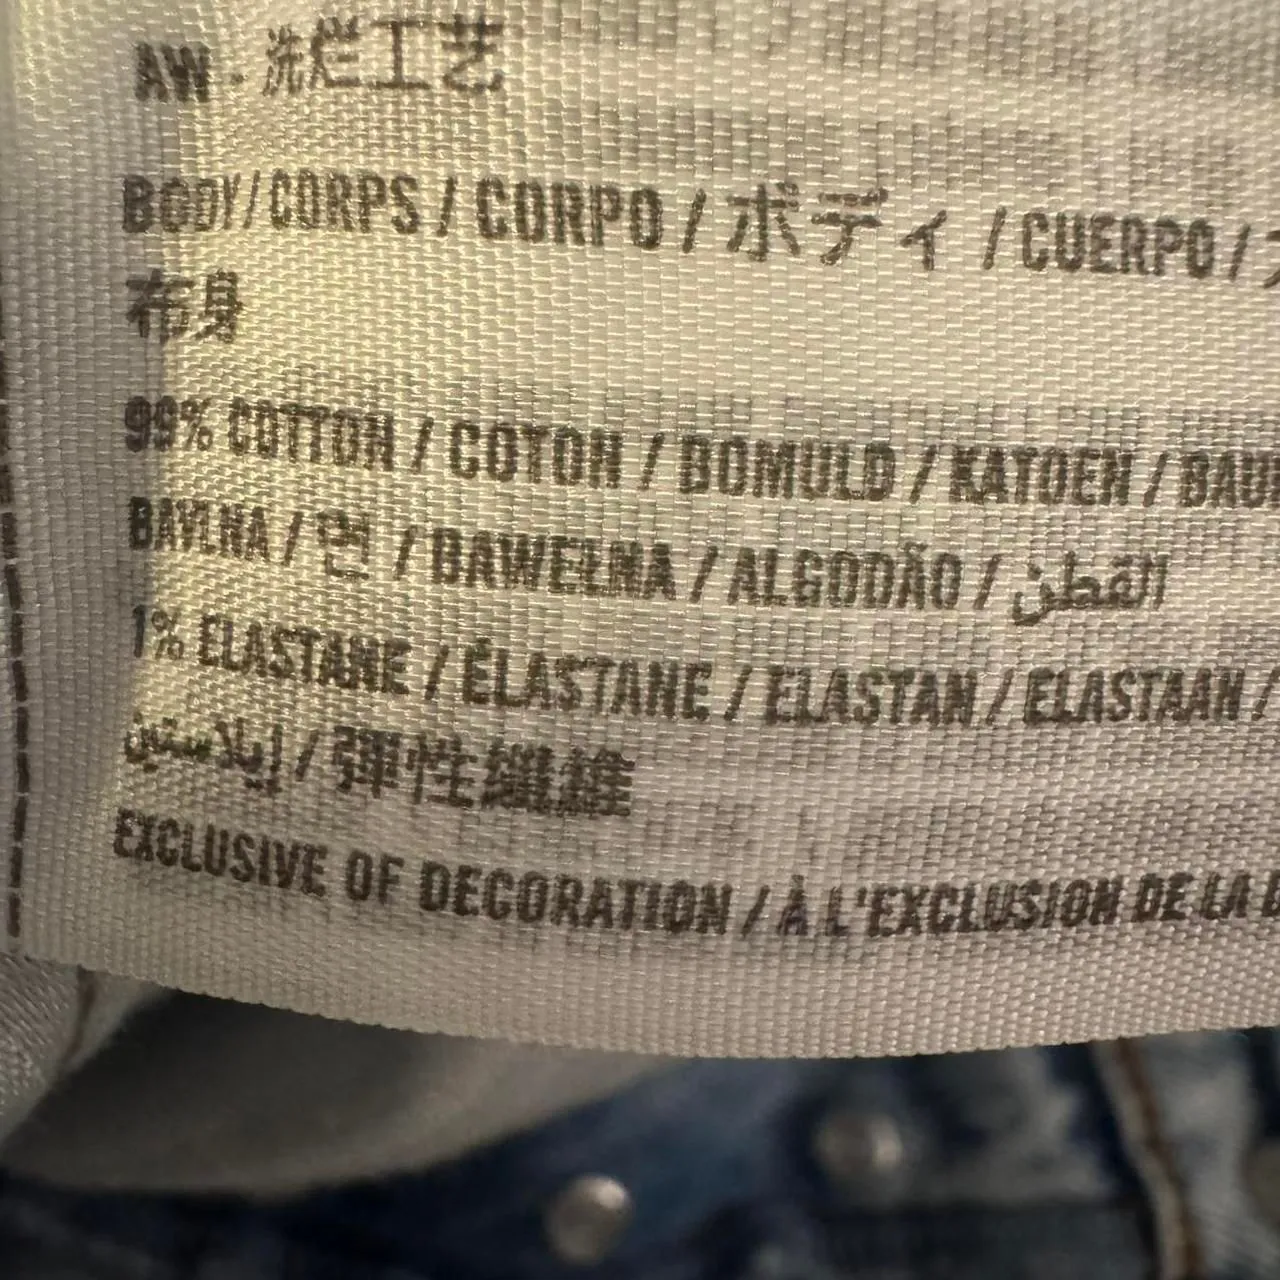 AW - 洗烂工艺
BODY / CORPS / CORPO / ボディ / CUERPO /
布身
99% COTTON / COTON / BOMULD / KATOEN /
BAVLNA / 면 / BAWEŁNA / ALGODÃO / القطن
1% ELASTANE / ÉLASTANE / ELASTAN / ELASTAAN /
إيلاستين / 彈性纖維
EXCLUSIVE OF DECORATION / À L'EXCLUSION DE LA